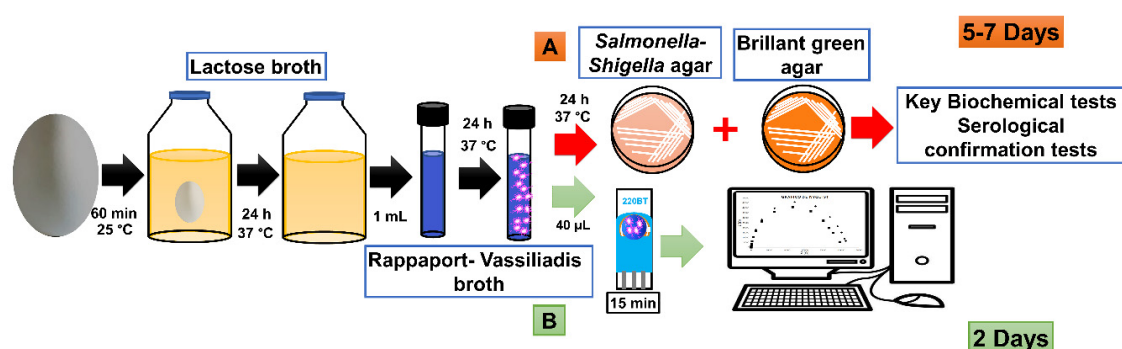 Lactose broth
60 min
25 °C
24 h
37 °C
1 mL
24 h
37 °C
Rappaport- Vassiliadis
broth
A
24 h
37 °C
Salmonella-
Shigella agar
+
Brillant green
agar
5-7 Days
Key Biochemical tests
Serological
confirmation tests
B
40 µL
220BT
15 min
2 Days